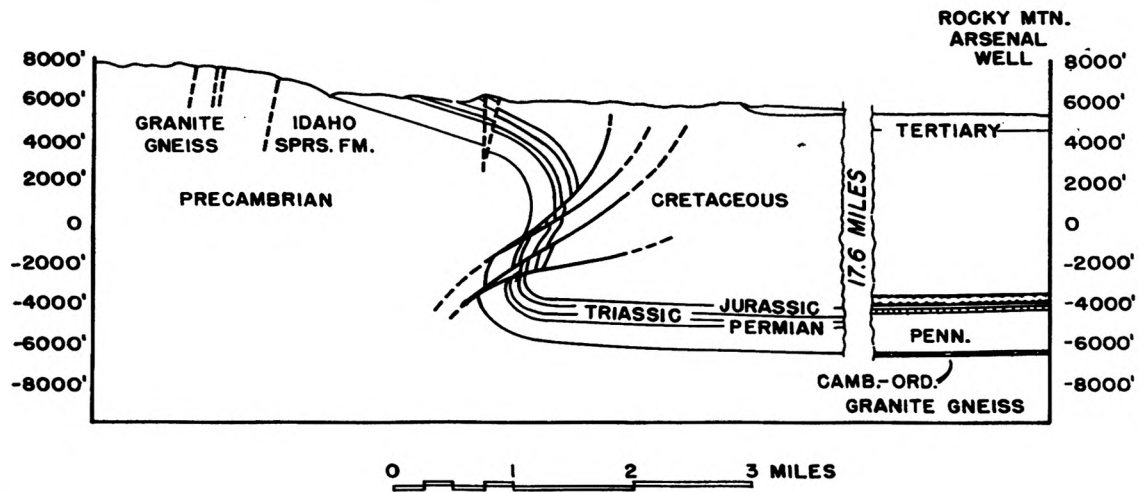 ROCKY MTN.
ARSENAL
WELL
8000'
6000'
4000'
2000'
0
-2000'
-4000'
-6000'
-8000'
GRANITE
GNEISS
IDAHO
SPRS. FM.
PRECAMBRIAN
CRETACEOUS
TRIASSIC
JURASSIC
PERMIAN
17.6 MILES
TERTIARY
PENN.
CAMB.-ORD.
GRANITE GNEISS
8000'
6000'
4000'
2000'
0
-2000'
-4000'
-6000'
-8000'
0 1 2 3 MILES